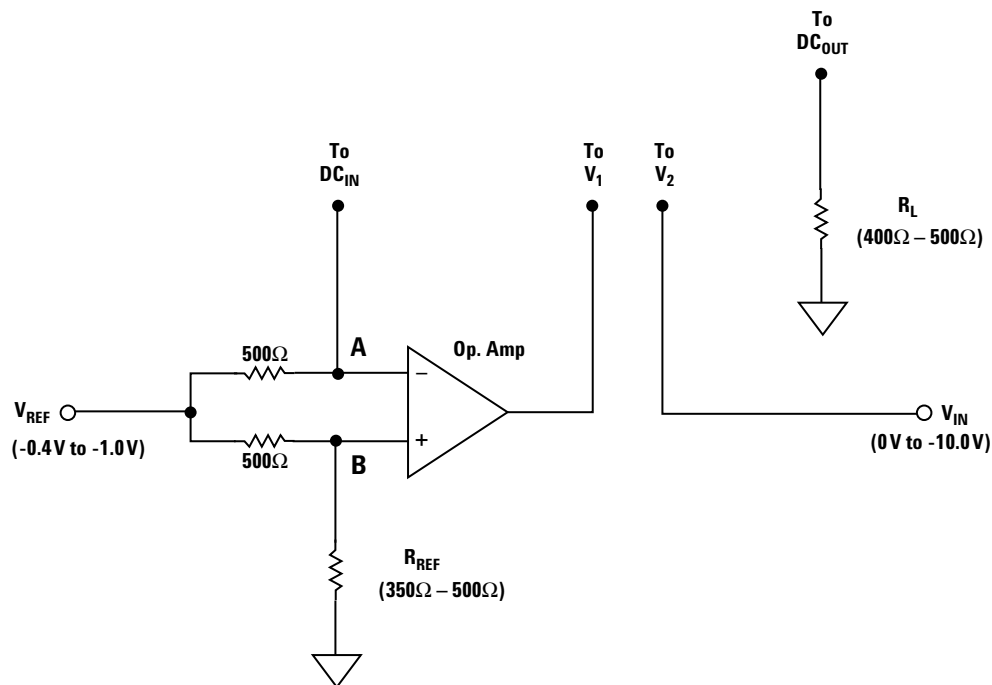 To
DC_OUT
To
DC_IN
To
V_1
To
V_2
R_L
(400Ω – 500Ω)
500Ω
A
Op. Amp
−
V_REF
(-0.4 V to -1.0 V)
500Ω
B
+
V_IN
(0 V to -10.0 V)
R_REF
(350Ω – 500Ω)